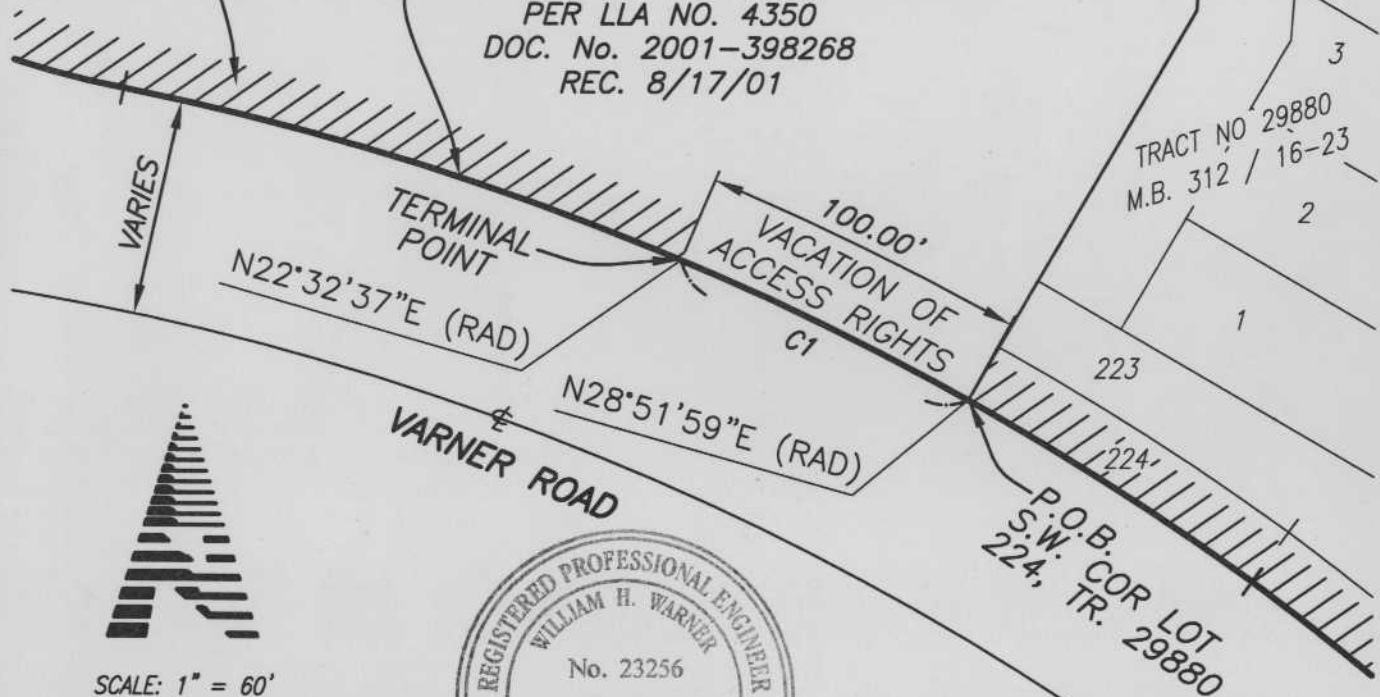 PER LLA NO. 4350
DOC. No. 2001-398268
REC. 8/17/01
3
TRACT NO 29880
M.B. 312 / 16-23
2
1
223
224
VARIES
TERMINAL
POINT
100.00'
VACATION OF
ACCESS RIGHTS
C1
N22°32'37"E (RAD)
N28°51'59"E (RAD)
℄
VARNER ROAD
P.O.B.
S.W. COR LOT
224, TR. 29880
REGISTERED PROFESSIONAL ENGINEER
WILLIAM H. WARNER
No. 23256
SCALE: 1" = 60'